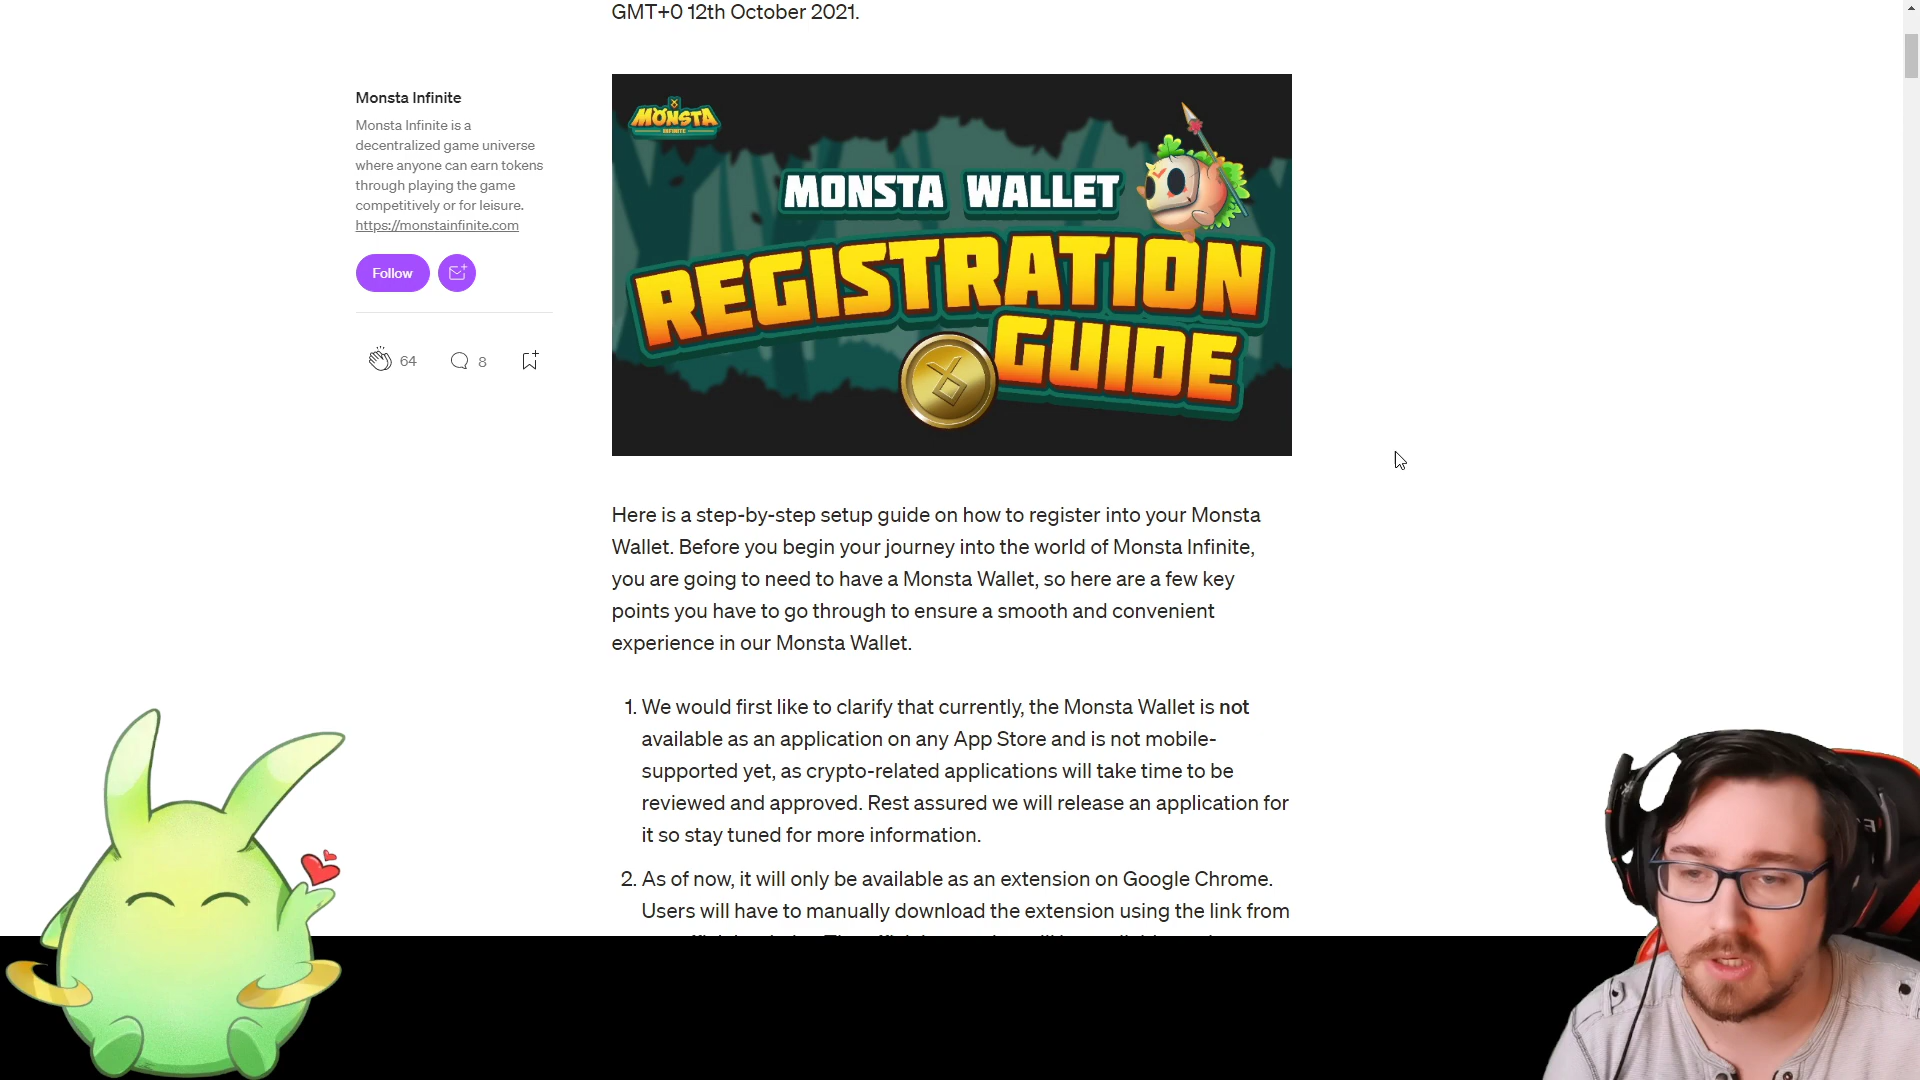 GMT+0 12th October 2021.
Monsta Infinite
Monsta Infinite is a
decentralized game universe
where anyone can earn tokens
through playing the game
competitively or for leisure.
https://monstainfinite.com
Follow
64
8
MONSTA
INFINITE
MONSTA WALLET
REGISTRATION
GUIDE
Here is a step-by-step setup guide on how to register into your Monsta
Wallet. Before you begin your journey into the world of Monsta Infinite,
you are going to need to have a Monsta Wallet, so here are a few key
points you have to go through to ensure a smooth and convenient
experience in our Monsta Wallet.
1. We would first like to clarify that currently, the Monsta Wallet is not
available as an application on any App Store and is not mobile-
supported yet, as crypto-related applications will take time to be
reviewed and approved. Rest assured we will release an application for
it so stay tuned for more information.
2. As of now, it will only be available as an extension on Google Chrome.
Users will have to manually download the extension using the link from